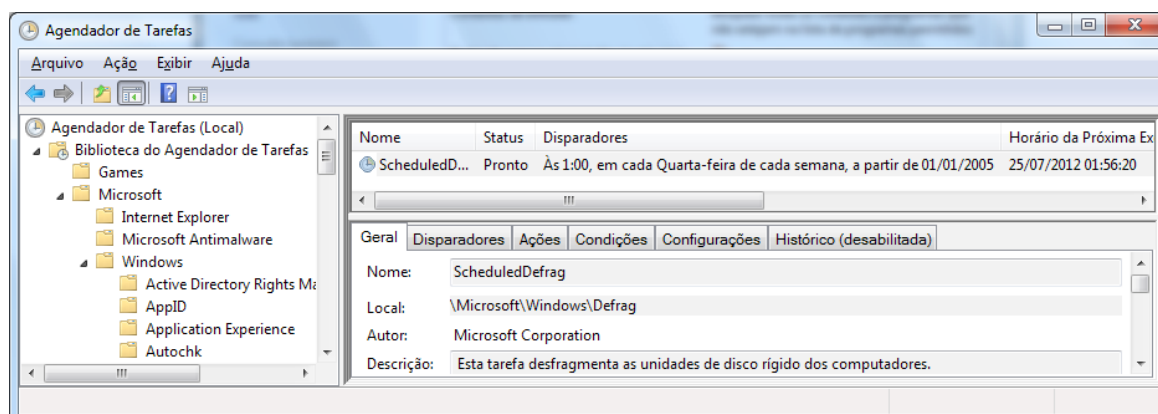 Agendador de Tarefas
Arquivo Ação Exibir Ajuda
Agendador de Tarefas (Local)
Biblioteca do Agendador de Tarefas
Games
Microsoft
Internet Explorer
Microsoft Antimalware
Windows
Active Directory Rights Ma
AppID
Application Experience
Autochk
Nome Status Disparadores Horário da Próxima Ex
ScheduledD... Pronto Às 1:00, em cada Quarta-feira de cada semana, a partir de 01/01/2005 25/07/2012 01:56:20
Geral Disparadores Ações Condições Configurações Histórico (desabilitada)
Nome: ScheduledDefrag
Local: \Microsoft\Windows\Defrag
Autor: Microsoft Corporation
Descrição: Esta tarefa desfragmenta as unidades de disco rígido dos computadores.